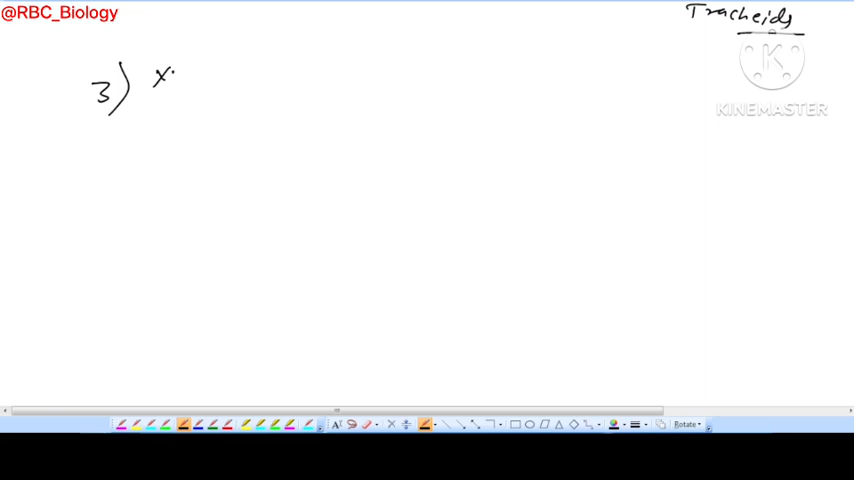 @RBC_Biology
Tracheids
KINEMASTER
3) x
Rotate